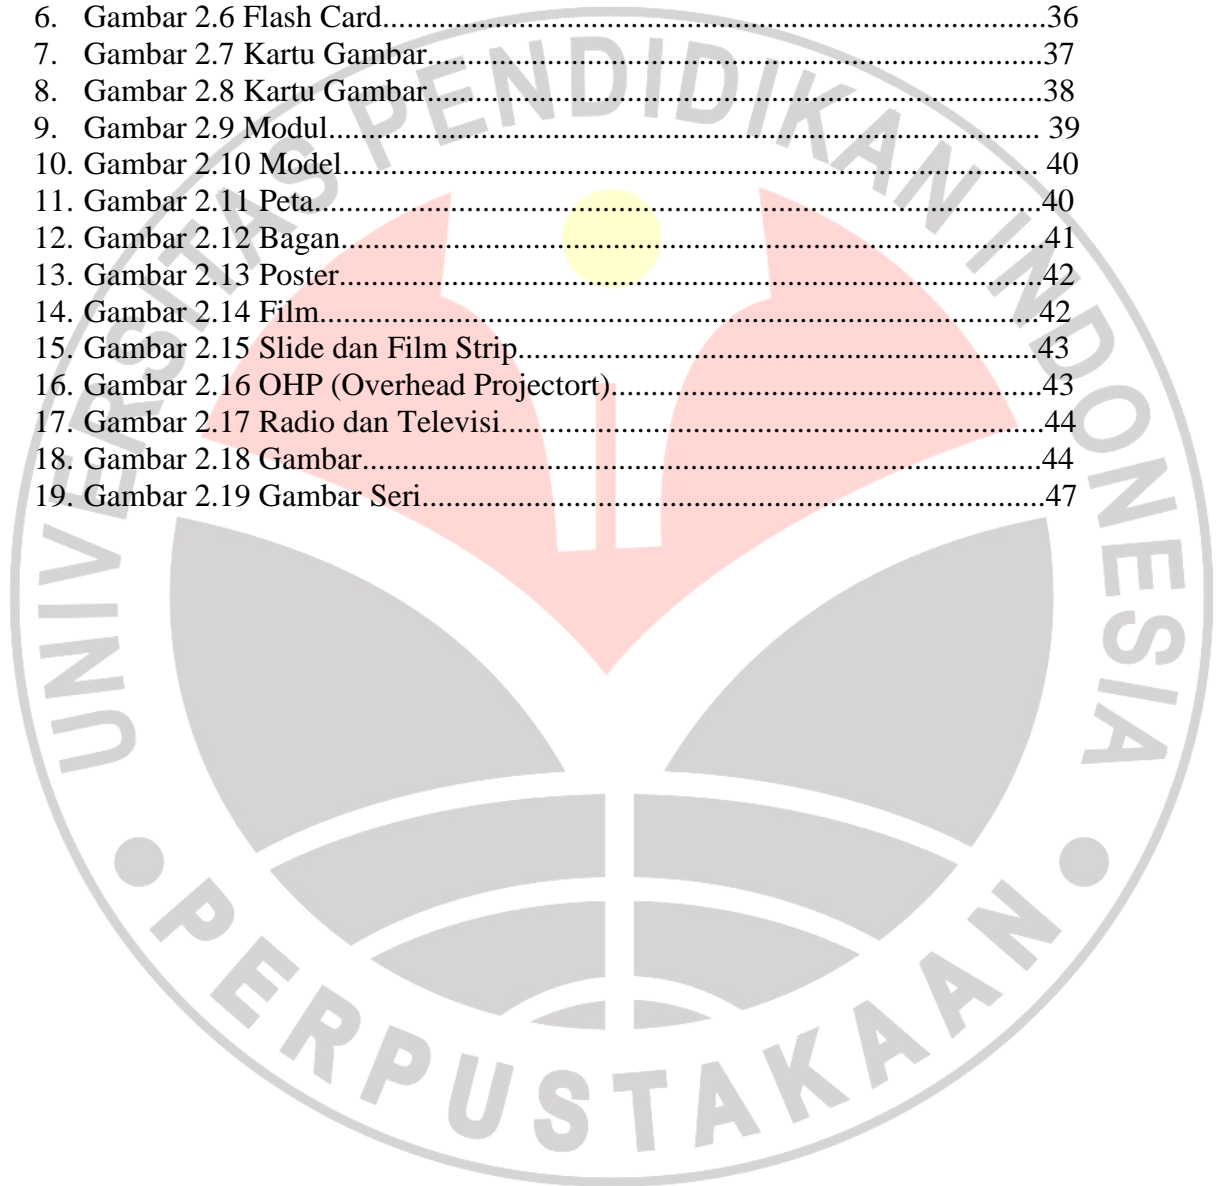 6. Gambar 2.6 Flash Card..................................................................................36
7. Gambar 2.7 Kartu Gambar............................................................................37
8. Gambar 2.8 Kartu Gambar............................................................................38
9. Gambar 2.9 Modul........................................................................................ 39
10. Gambar 2.10 Model...................................................................................... 40
11. Gambar 2.11 Peta..........................................................................................40
12. Gambar 2.12 Bagan.......................................................................................41
13. Gambar 2.13 Poster.......................................................................................42
14. Gambar 2.14 Film.........................................................................................42
15. Gambar 2.15 Slide dan Film Strip.................................................................43
16. Gambar 2.16 OHP (Overhead Projectort)......................................................43
17. Gambar 2.17 Radio dan Televisi....................................................................44
18. Gambar 2.18 Gambar.....................................................................................44
19. Gambar 2.19 Gambar Seri..............................................................................47
UNIVERSITAS PENDIDIKAN INDONESIA
PERPUSTAKAAN